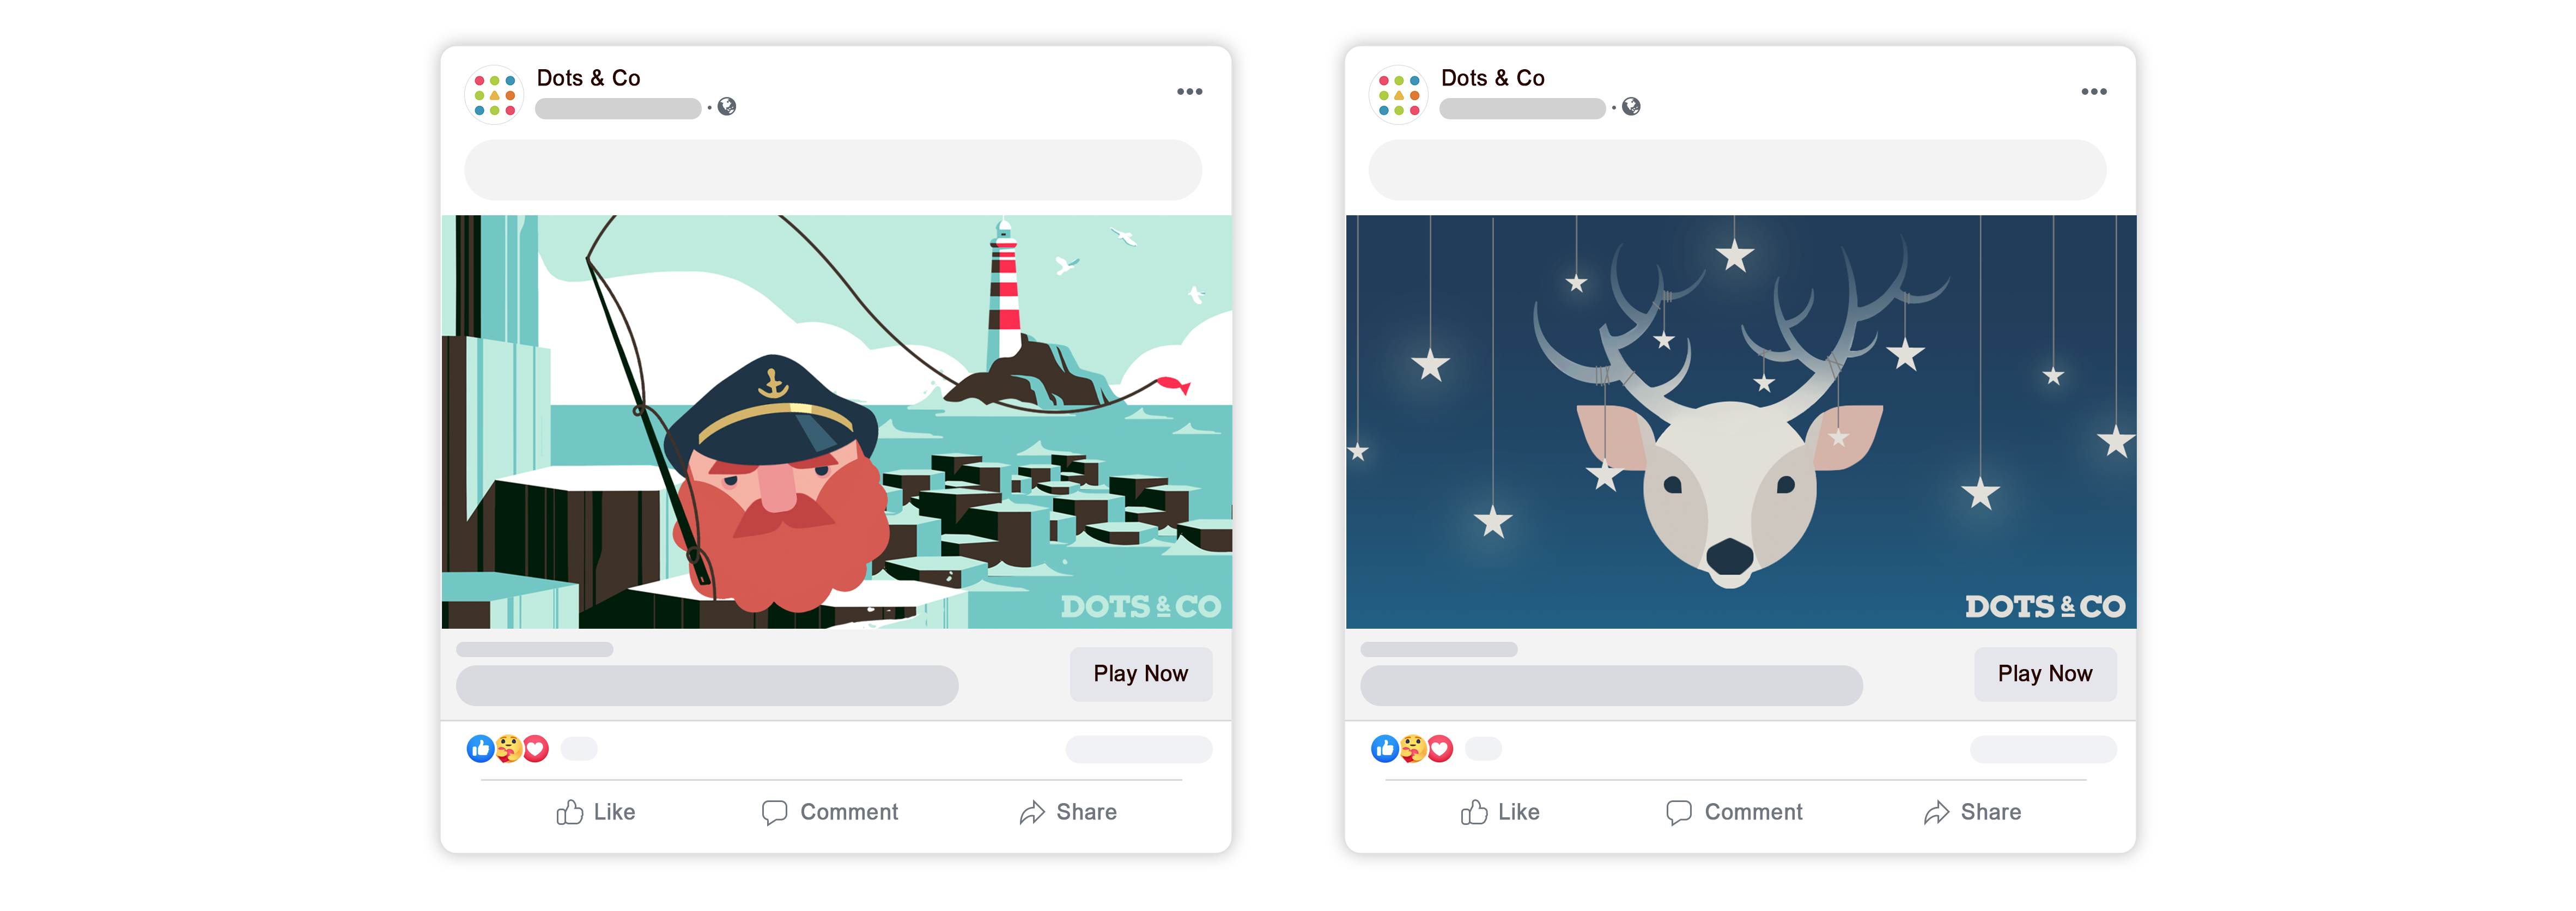 Dots & Co
DOTS & CO
Play Now
Like
Comment
Share
Dots & Co
DOTS & CO
Play Now
Like
Comment
Share